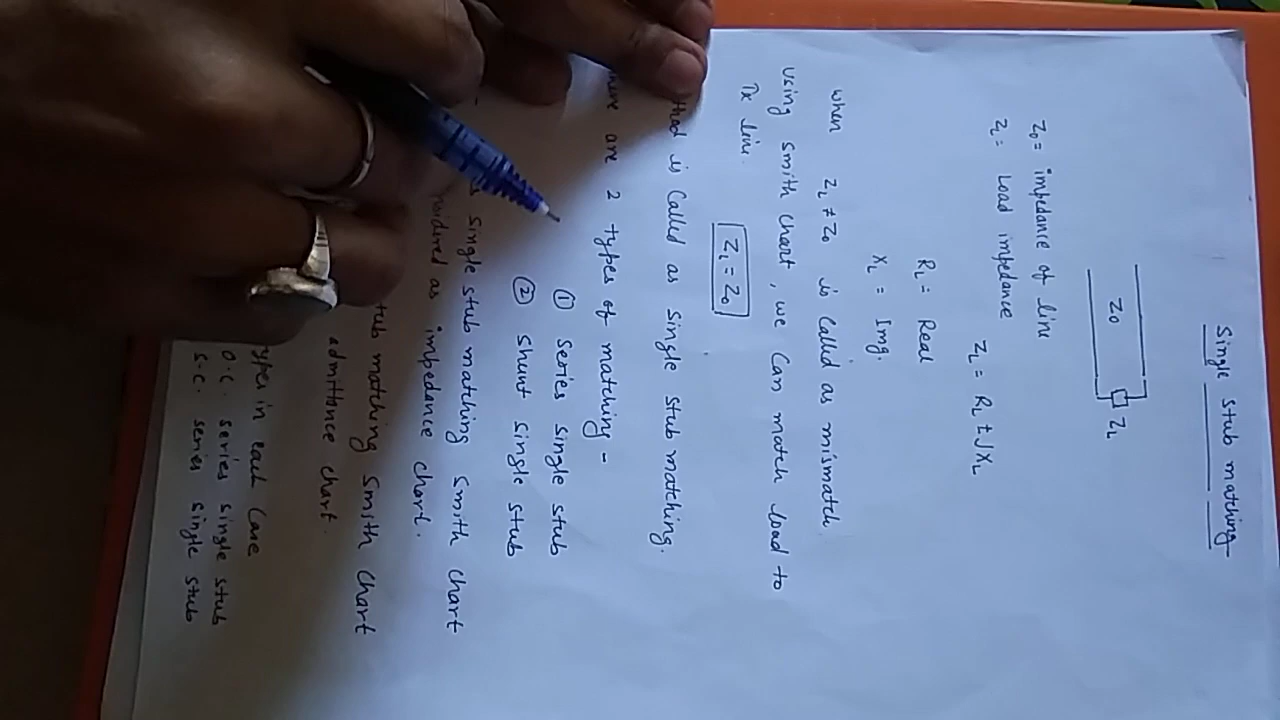 Single stub matching
Z0
ZL
Z0 = impedance of line
ZL = Load impedance
ZL = RL ± JXL
RL = Real
XL = Img
when ZL ≠ Z0 is called as mismatch
Using smith chart, we can match load to
Tx line.
ZL = Z0
is called as single stub matching.
are 2 types of matching -
① series single stub
② shunt single stub
single stub matching smith chart
as impedance chart.
matching smith chart
admittance chart.
in each case
O.C. series single stub
S.C. series single stub